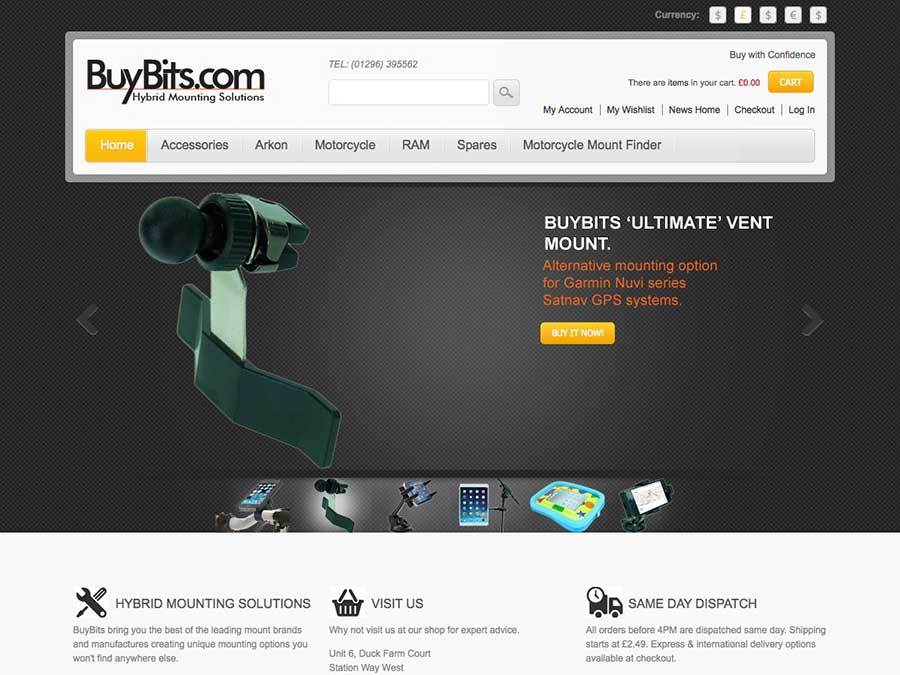 Currency: $ £ $ € $
BuyBits.com
Hybrid Mounting Solutions
TEL: (01296) 395562
Buy with Confidence
There are items in your cart. £0.00 CART
My Account | My Wishlist | News Home | Checkout | Log In
Home Accessories Arkon Motorcycle RAM Spares Motorcycle Mount Finder
BUYBITS ‘ULTIMATE’ VENT
MOUNT.
Alternative mounting option
for Garmin Nuvi series
Satnav GPS systems.
BUY IT NOW!
HYBRID MOUNTING SOLUTIONS
BuyBits bring you the best of the leading mount brands
and manufactures creating unique mounting options you
won't find anywhere else.
VISIT US
Why not visit us at our shop for expert advice.
Unit 6, Duck Farm Court
Station Way West
SAME DAY DISPATCH
All orders before 4PM are dispatched same day. Shipping
starts at £2.49. Express & international delivery options
available at checkout.